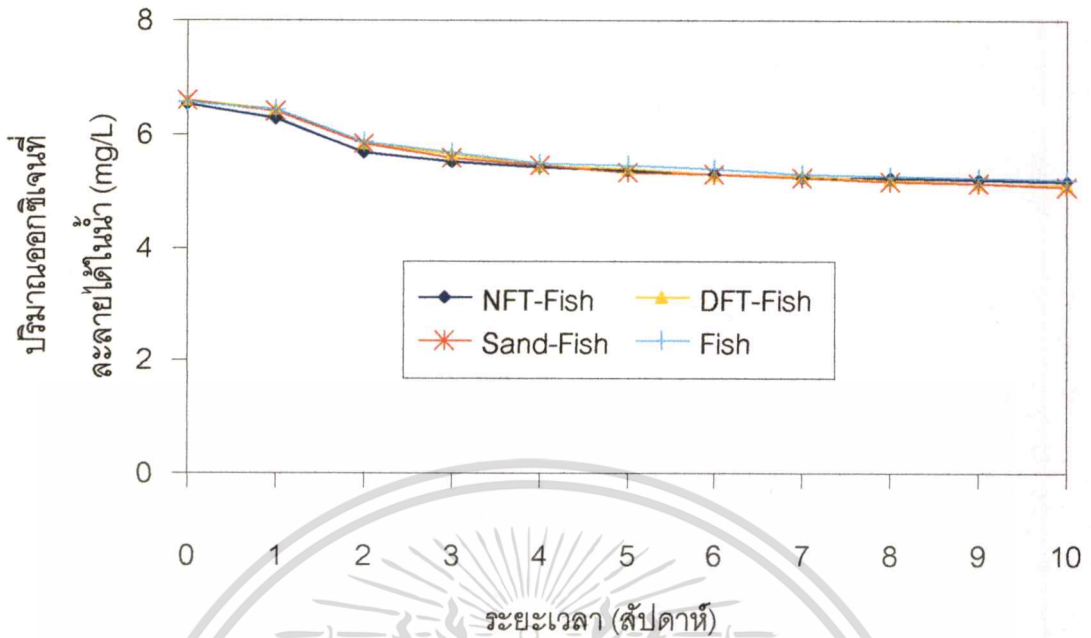 8
6
4
2
0
ปริมาณออกซิเจนที่
ละลายได้ในน้ำ (mg/L)
NFT-Fish DFT-Fish
Sand-Fish Fish
0 1 2 3 4 5 6 7 8 9 10
ระยะเวลา (สัปดาห์)